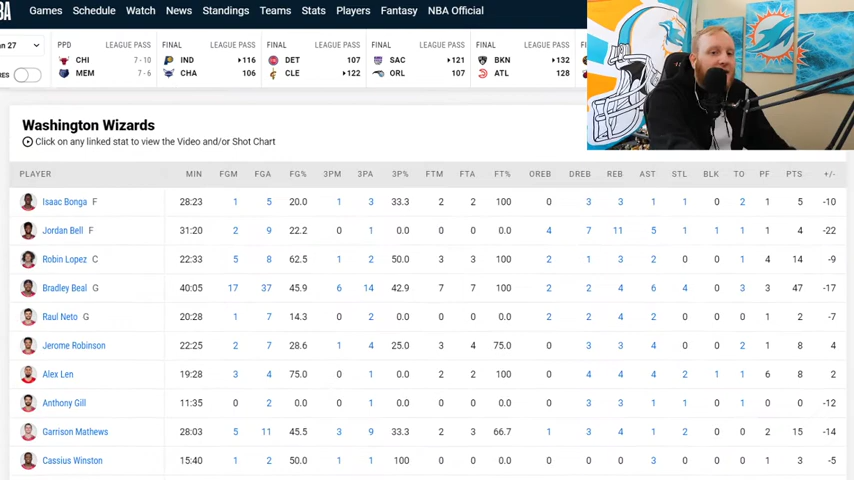 BA Games Schedule Watch News Standings Teams Stats Players Fantasy NBA Official
n 27 PPD LEAGUE PASS FINAL LEAGUE PASS FINAL LEAGUE PASS FINAL LEAGUE PASS FINAL LEAGUE PASS FINAL
CHI 7 - 10 IND 116 DET 107 SAC 121 BKN 132
RES MEM 7 - 6 CHA 106 CLE 122 ORL 107 ATL 128
Washington Wizards
Click on any linked stat to view the Video and/or Shot Chart
PLAYER MIN FGM FGA FG% 3PM 3PA 3P% FTM FTA FT% OREB DREB REB AST STL BLK TO PF PTS +/-
Isaac Bonga F 28:23 1 5 20.0 1 3 33.3 2 2 100 0 3 3 1 1 0 2 1 5 -10
Jordan Bell F 31:20 2 9 22.2 0 1 0.0 0 0 0.0 4 7 11 5 1 1 1 1 4 -22
Robin Lopez C 22:33 5 8 62.5 1 2 50.0 3 3 100 2 1 3 2 0 0 1 4 14 -9
Bradley Beal G 40:05 17 37 45.9 6 14 42.9 7 7 100 2 2 4 6 4 0 3 3 47 -17
Raul Neto G 20:28 1 7 14.3 0 2 0.0 0 0 0.0 2 2 4 2 0 0 0 1 2 -7
Jerome Robinson 22:25 2 7 28.6 1 4 25.0 3 4 75.0 0 3 3 4 0 0 2 1 8 4
Alex Len 19:28 3 4 75.0 0 1 0.0 2 2 100 0 4 4 4 2 1 1 6 8 2
Anthony Gill 11:35 0 2 0.0 0 1 0.0 0 0 0.0 0 3 3 1 1 0 1 0 0 -12
Garrison Mathews 28:03 5 11 45.5 3 9 33.3 2 3 66.7 1 3 4 1 2 0 0 2 15 -14
Cassius Winston 15:40 1 2 50.0 1 1 100 0 0 0.0 0 0 0 3 0 0 0 1 3 -5